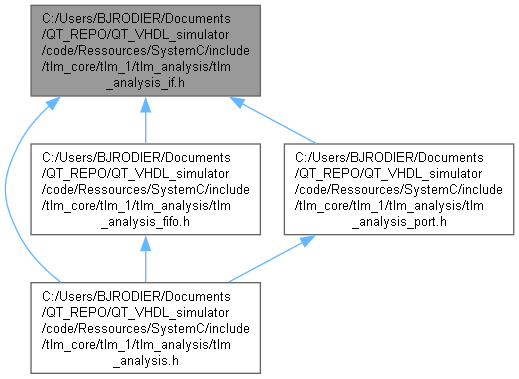 C:/Users/BJRODIER/Documents
/QT_REPO/QT_VHDL_simulator
/code/Ressources/SystemC/include
/tlm_core/tlm_1/tlm_analysis/tlm
_analysis_if.h
C:/Users/BJRODIER/Documents
/QT_REPO/QT_VHDL_simulator
/code/Ressources/SystemC/include
/tlm_core/tlm_1/tlm_analysis/tlm
_analysis_fifo.h
C:/Users/BJRODIER/Documents
/QT_REPO/QT_VHDL_simulator
/code/Ressources/SystemC/include
/tlm_core/tlm_1/tlm_analysis/tlm
_analysis_port.h
C:/Users/BJRODIER/Documents
/QT_REPO/QT_VHDL_simulator
/code/Ressources/SystemC/include
/tlm_core/tlm_1/tlm_analysis/tlm
_analysis.h